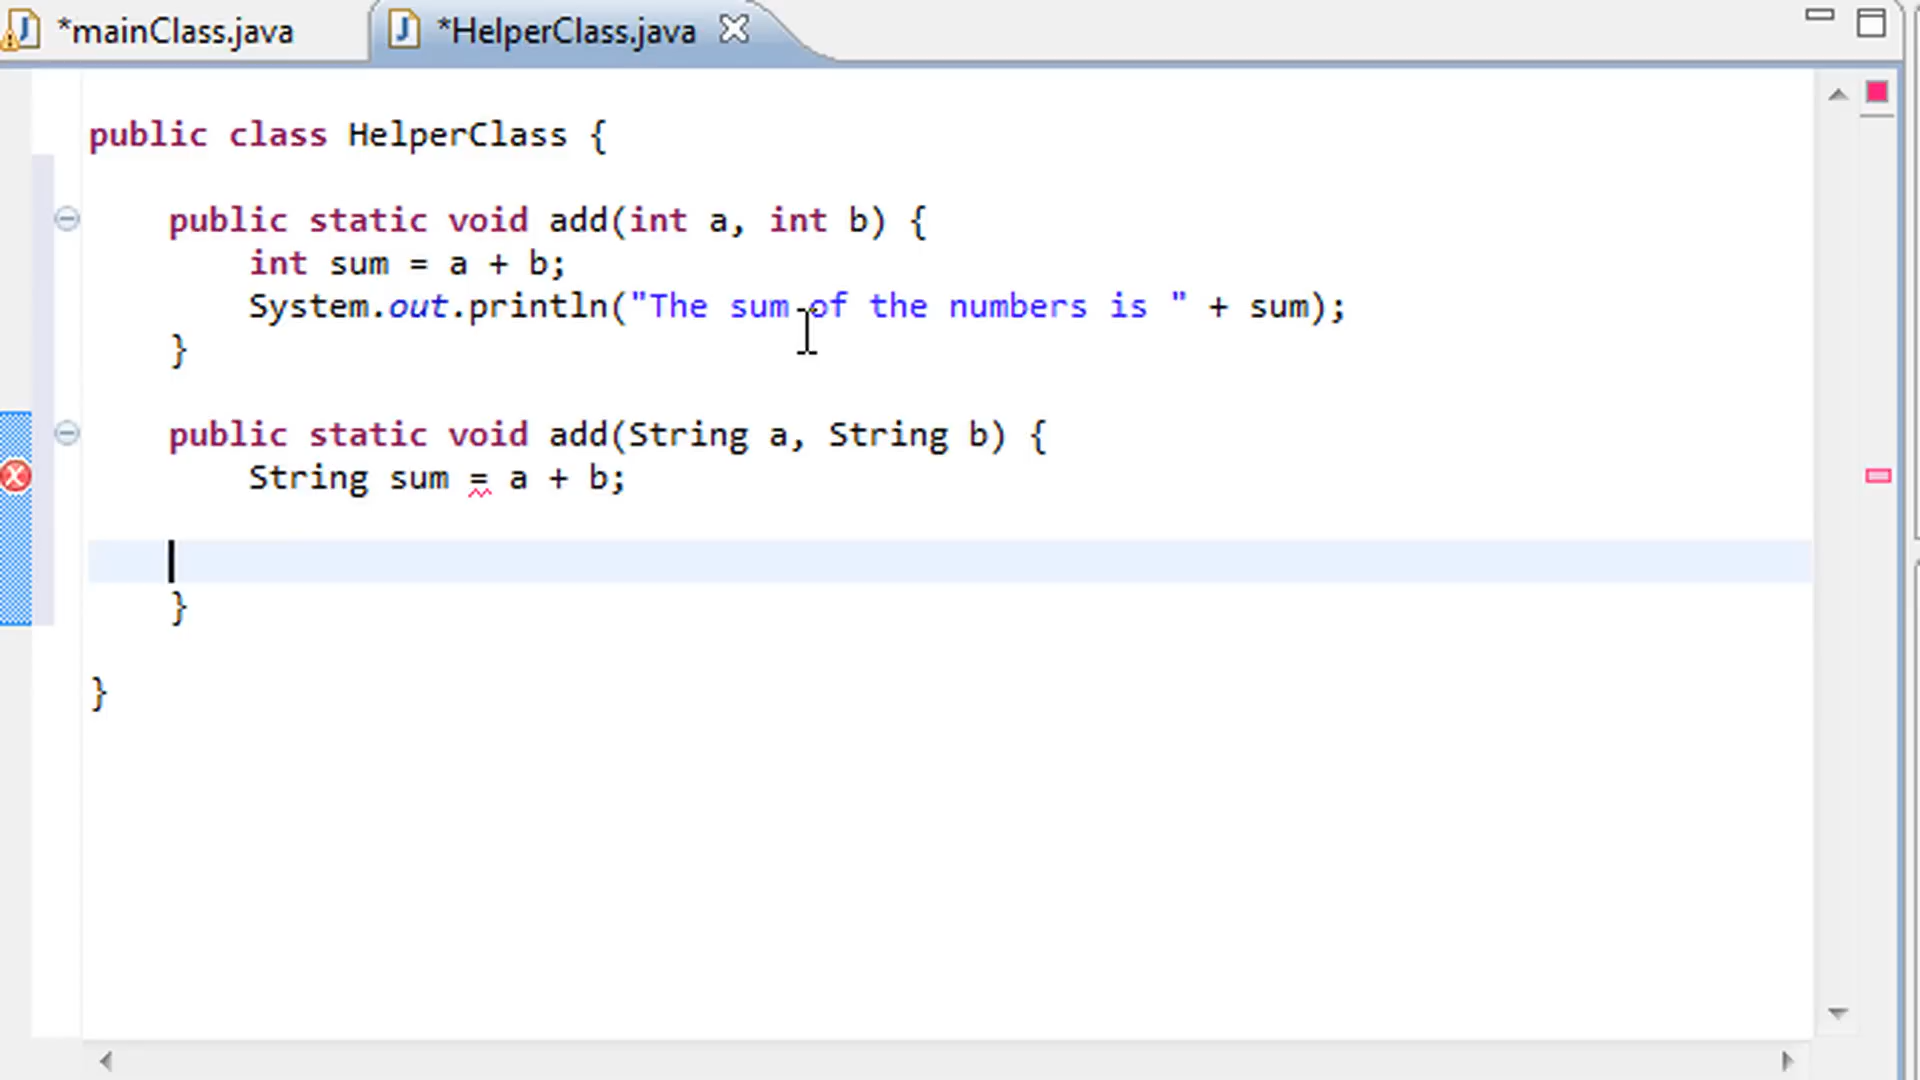 *mainClass.java
*HelperClass.java
public class HelperClass {
public static void add(int a, int b) {
int sum = a + b;
System.out.println("The sum of the numbers is " + sum);
}
public static void add(String a, String b) {
String sum = a + b;
}
}